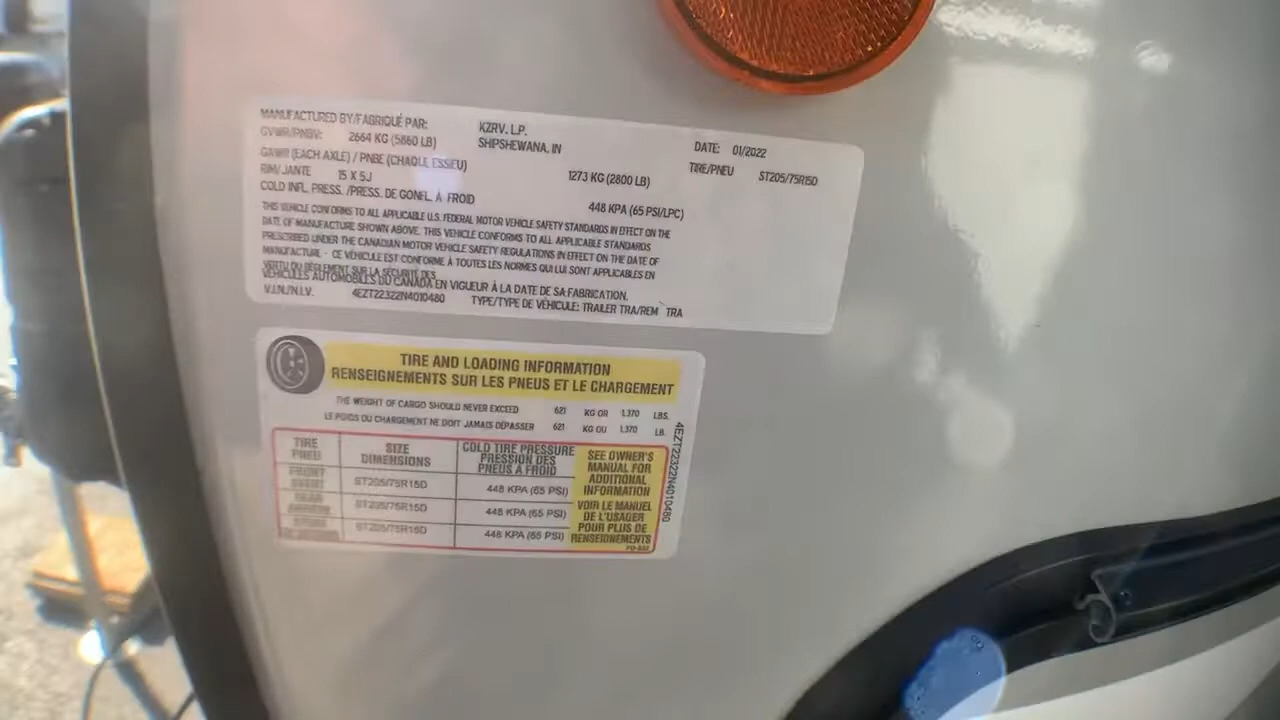 MANUFACTURED BY/FABRIQUÉ PAR: KZRV, L.P.
SHIPSHEWANA, IN
DATE: 01/2022
GVWR/PNBV: 2664 KG (5860 LB)
GAWR (EACH AXLE) / PNBE (CHAQUE ESSIEU) 1273 KG (2800 LB)
TIRE/PNEU ST205/75R15D
RIM/JANTE 15 X 5J
COLD INFL. PRESS. /PRESS. DE GONFL. À FROID 448 KPA (65 PSI/LPC)
THIS VEHICLE CONFORMS TO ALL APPLICABLE U.S. FEDERAL MOTOR VEHICLE SAFETY STANDARDS IN EFFECT ON THE
DATE OF MANUFACTURE SHOWN ABOVE. THIS VEHICLE CONFORMS TO ALL APPLICABLE STANDARDS
PRESCRIBED UNDER THE CANADIAN MOTOR VEHICLE SAFETY REGULATIONS IN EFFECT ON THE DATE OF
MANUFACTURE - CE VÉHICULE EST CONFORME À TOUTES LES NORMES QUI LUI SONT APPLICABLES EN
VERTU DU RÈGLEMENT SUR LA SÉCURITÉ DES
VÉHICULES AUTOMOBILES DU CANADA EN VIGUEUR À LA DATE DE SA FABRICATION.
V.I.N./N.I.V. 4EZT22322N4010480 TYPE/TYPE DE VÉHICULE: TRAILER TRA/REM TRA
TIRE AND LOADING INFORMATION
RENSEIGNEMENTS SUR LES PNEUS ET LE CHARGEMENT
THE WEIGHT OF CARGO SHOULD NEVER EXCEED 621 KG OR 1,370 LBS.
LE POIDS DU CHARGEMENT NE DOIT JAMAIS DÉPASSER 621 KG OU 1,370 LB.
TIRE
PNEU
SIZE
DIMENSIONS
COLD TIRE PRESSURE
PRESSION DES
PNEUS A FROID
FRONT
ST205/75R15D 448 KPA (65 PSI)
REAR
ST205/75R15D 448 KPA (65 PSI)
ST205/75R15D 448 KPA (65 PSI)
SEE OWNER'S
MANUAL FOR
ADDITIONAL
INFORMATION
VOIR LE MANUEL
DE L'USAGER
POUR PLUS DE
RENSEIGNEMENTS
4EZT22322N4010480